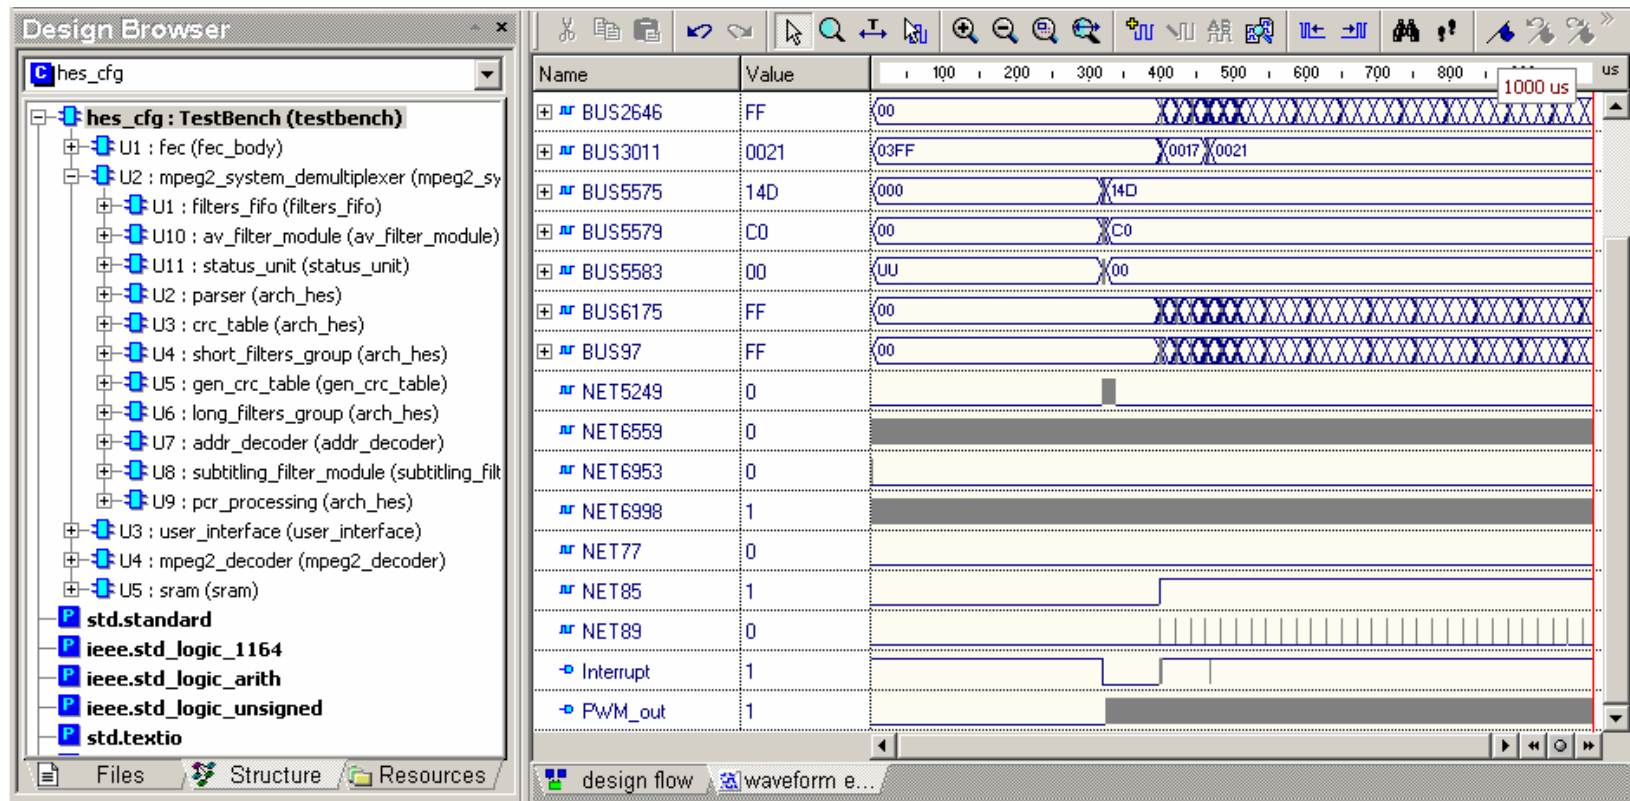 Design Browser
hes_cfg
hes_cfg : TestBench (testbench)
U1 : fec (fec_body)
U2 : mpeg2_system_demultiplexer (mpeg2_sy
U1 : filters_fifo (filters_fifo)
U10 : av_filter_module (av_filter_module)
U11 : status_unit (status_unit)
U2 : parser (arch_hes)
U3 : crc_table (arch_hes)
U4 : short_filters_group (arch_hes)
U5 : gen_crc_table (gen_crc_table)
U6 : long_filters_group (arch_hes)
U7 : addr_decoder (addr_decoder)
U8 : subtitling_filter_module (subtitling_filt
U9 : pcr_processing (arch_hes)
U3 : user_interface (user_interface)
U4 : mpeg2_decoder (mpeg2_decoder)
U5 : sram (sram)
std.standard
ieee.std_logic_1164
ieee.std_logic_arith
ieee.std_logic_unsigned
std.textio
Files Structure Resources
Name Value 100 200 300 400 500 600 700 800 us
1000 us
BUS2646 FF 00
BUS3011 0021 03FF 0017 0021
BUS5575 14D 000 14D
BUS5579 C0 00 C0
BUS5583 00 UU 00
BUS6175 FF 00
BUS97 FF 00
NET5249 0
NET6559 0
NET6953 0
NET6998 1
NET77 0
NET85 1
NET89 0
Interrupt 1
PWM_out 1
design flow waveform e...